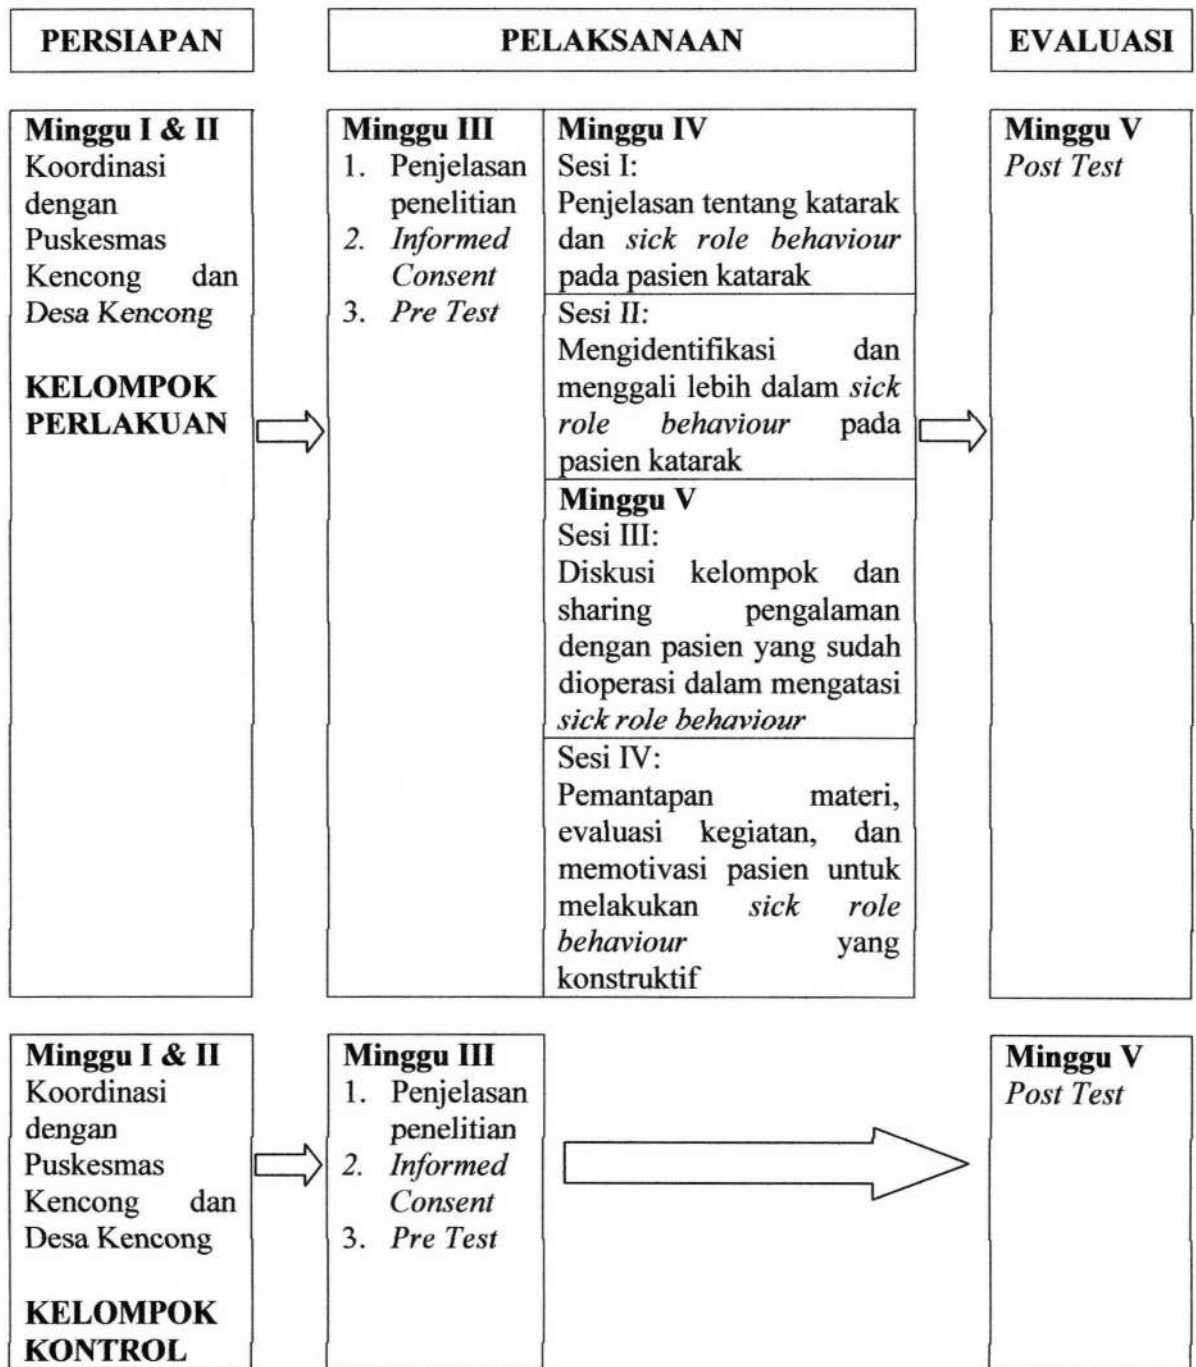 PERSIAPAN
PELAKSANAAN
EVALUASI
Minggu I & II
Koordinasi
dengan
Puskesmas
Kencong dan
Desa Kencong
KELOMPOK
PERLAKUAN
Minggu III
1. Penjelasan
penelitian
2. Informed
Consent
3. Pre Test
Minggu IV
Sesi I:
Penjelasan tentang katarak
dan sick role behaviour
pada pasien katarak
Sesi II:
Mengidentifikasi dan
menggali lebih dalam sick
role behaviour pada
pasien katarak
Minggu V
Sesi III:
Diskusi kelompok dan
sharing pengalaman
dengan pasien yang sudah
dioperasi dalam mengatasi
sick role behaviour
Sesi IV:
Pemantapan materi,
evaluasi kegiatan, dan
memotivasi pasien untuk
melakukan sick role
behaviour yang
konstruktif
Minggu V
Post Test
Minggu I & II
Koordinasi
dengan
Puskesmas
Kencong dan
Desa Kencong
KELOMPOK
KONTROL
Minggu III
1. Penjelasan
penelitian
2. Informed
Consent
3. Pre Test
Minggu V
Post Test